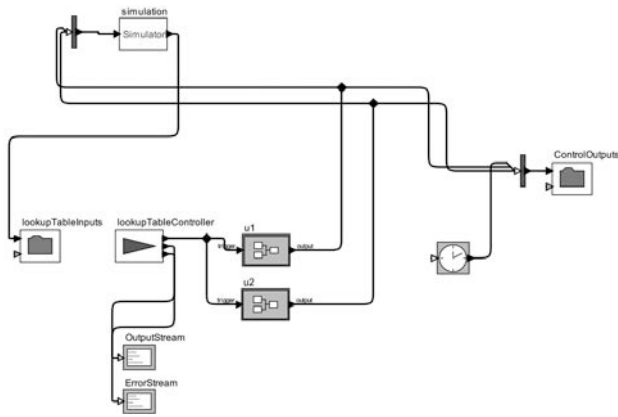 simulation
Simulator
ControlOutputs
lookupTableInputs
lookupTableController
u1
trigger
output
u2
trigger
output
OutputStream
ErrorStream